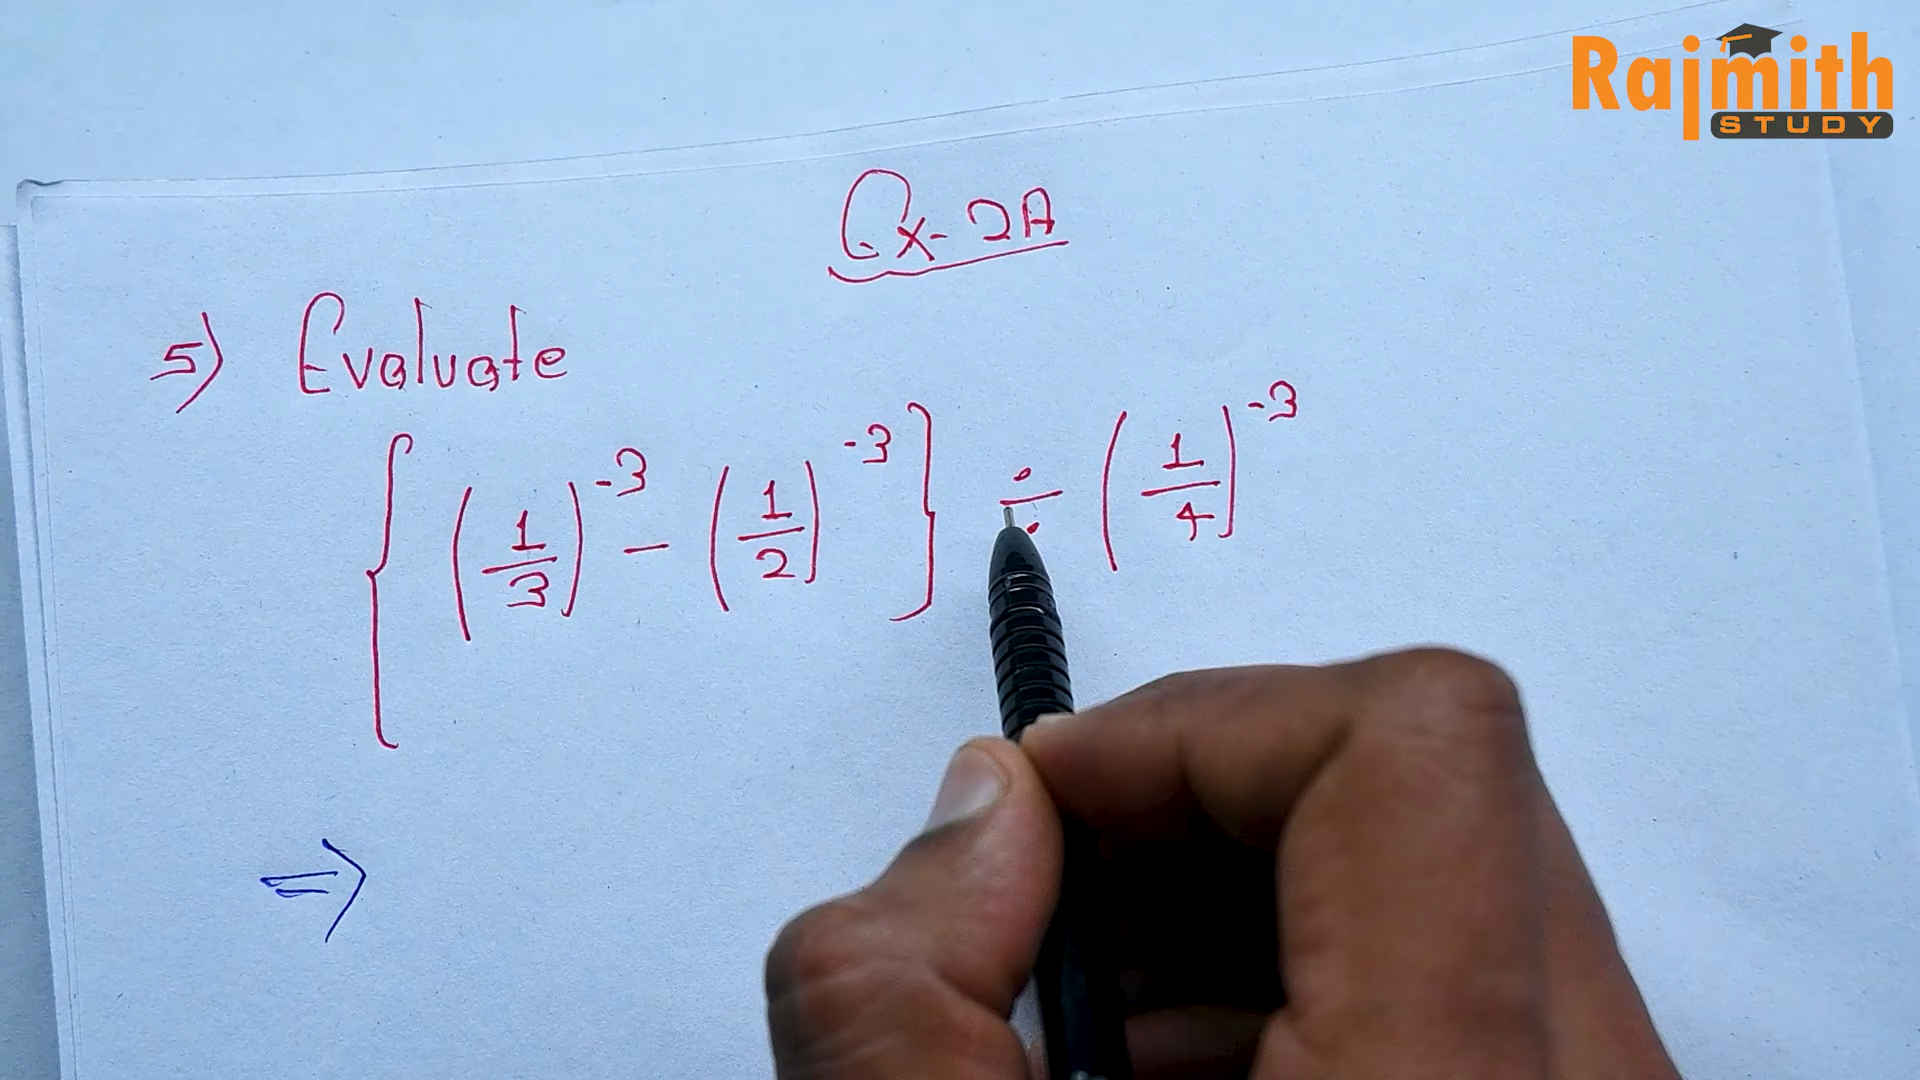 Rajmith
STUDY
Ex-2A
5) Evaluate
{(1/3)^-3 - (1/2)^-3} ÷ (1/4)^-3
⇒